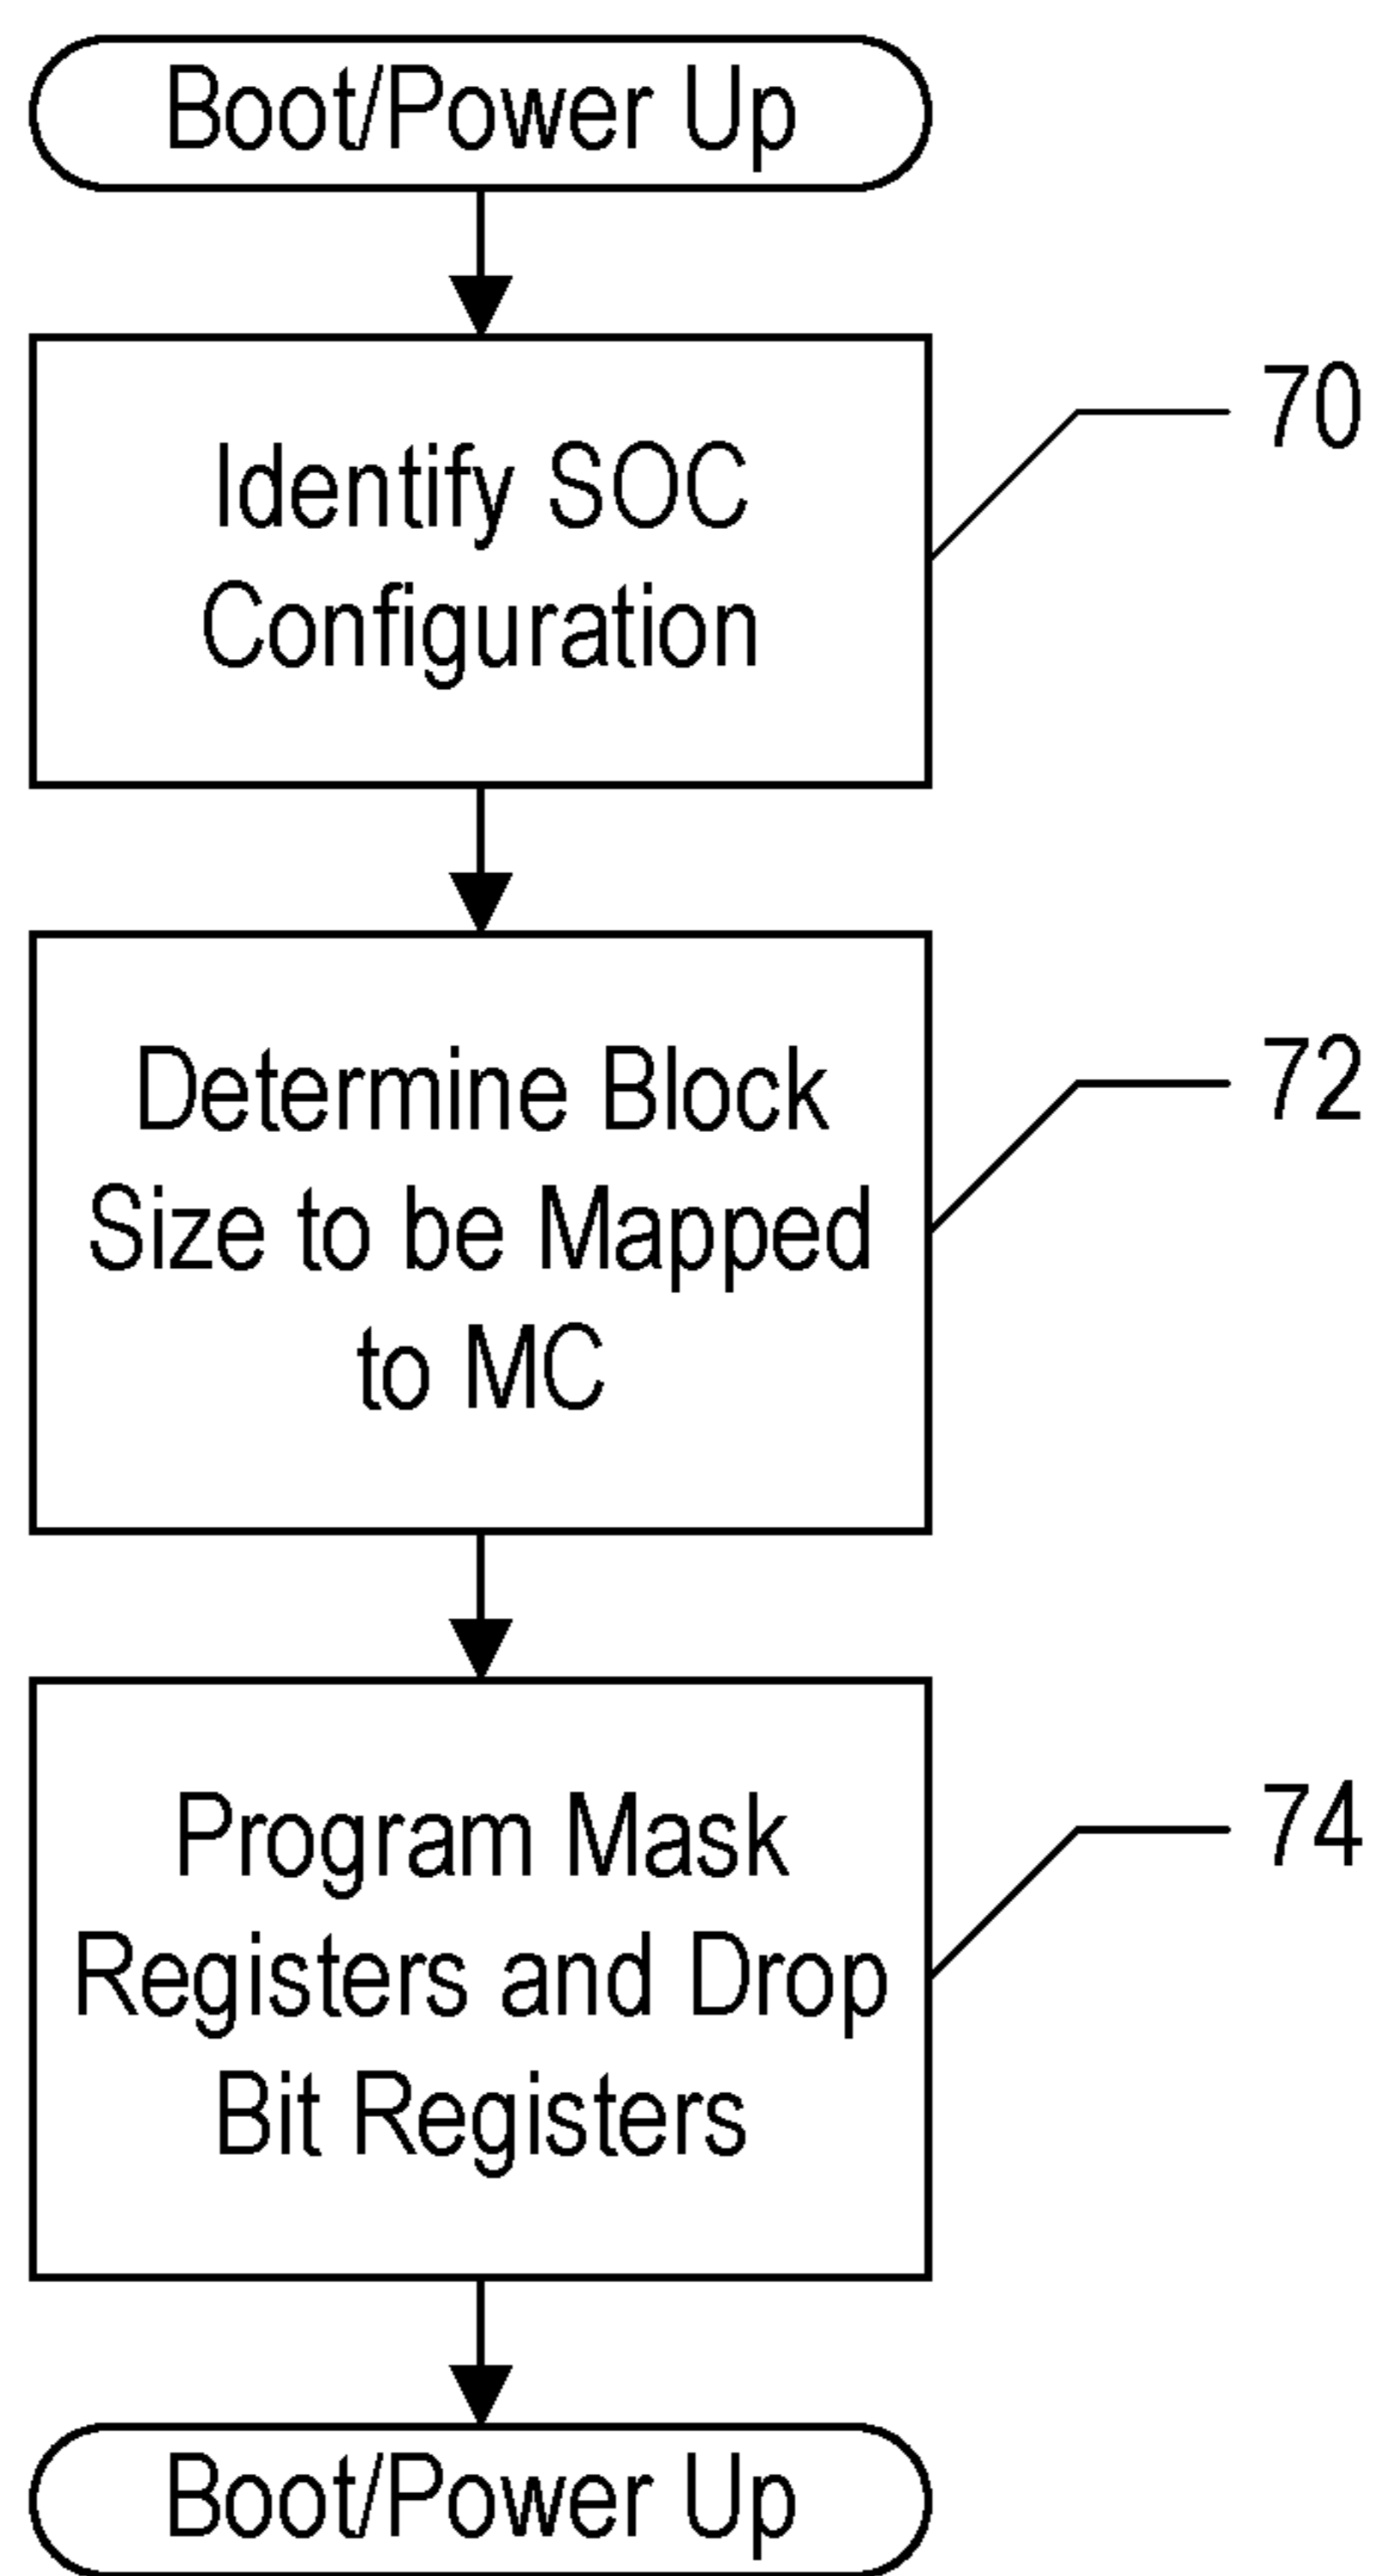 Boot/Power Up
Identify SOC
Configuration
70
Determine Block
Size to be Mapped
to MC
72
Program Mask
Registers and Drop
Bit Registers
74
Boot/Power Up